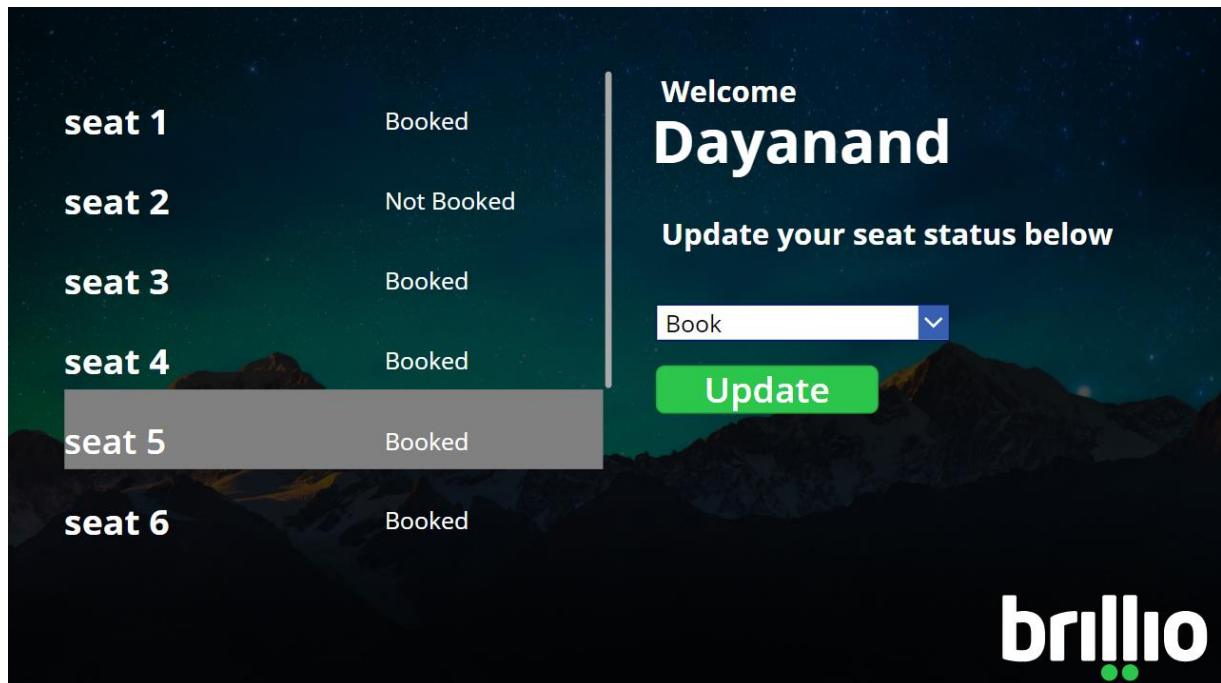 seat 1 Booked
seat 2 Not Booked
seat 3 Booked
seat 4 Booked
seat 5 Booked
seat 6 Booked
Welcome
Dayanand
Update your seat status below
Book
Update
brillio